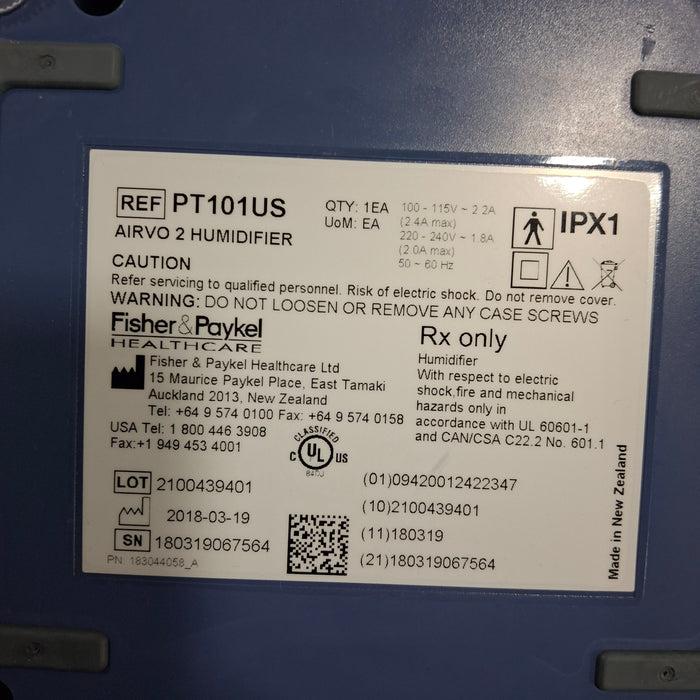 REF PT101US
AIRVO 2 HUMIDIFIER
QTY: 1EA
UoM: EA
100 - 115V ~ 2.2A
(2.4A max)
220 - 240V ~ 1.8A
(2.0A max)
50 ~ 60 Hz
IPX1
CAUTION
Refer servicing to qualified personnel. Risk of electric shock. Do not remove cover.
WARNING: DO NOT LOOSEN OR REMOVE ANY CASE SCREWS
Fisher&Paykel
HEALTHCARE
Fisher & Paykel Healthcare Ltd
15 Maurice Paykel Place, East Tamaki
Auckland 2013, New Zealand
Tel: +64 9 574 0100 Fax: +64 9 574 0158
USA Tel: 1 800 446 3908
Fax:+1 949 453 4001
Rx only
Humidifier
With respect to electric
shock,fire and mechanical
hazards only in
accordance with UL 60601-1
and CAN/CSA C22.2 No. 601.1
CLASSIFIED
C UL US
84DJ
LOT 2100439401
2018-03-19
SN 180319067564
PN: 183044058_A
(01)09420012422347
(10)2100439401
(11)180319
(21)180319067564
Made in New Zealand